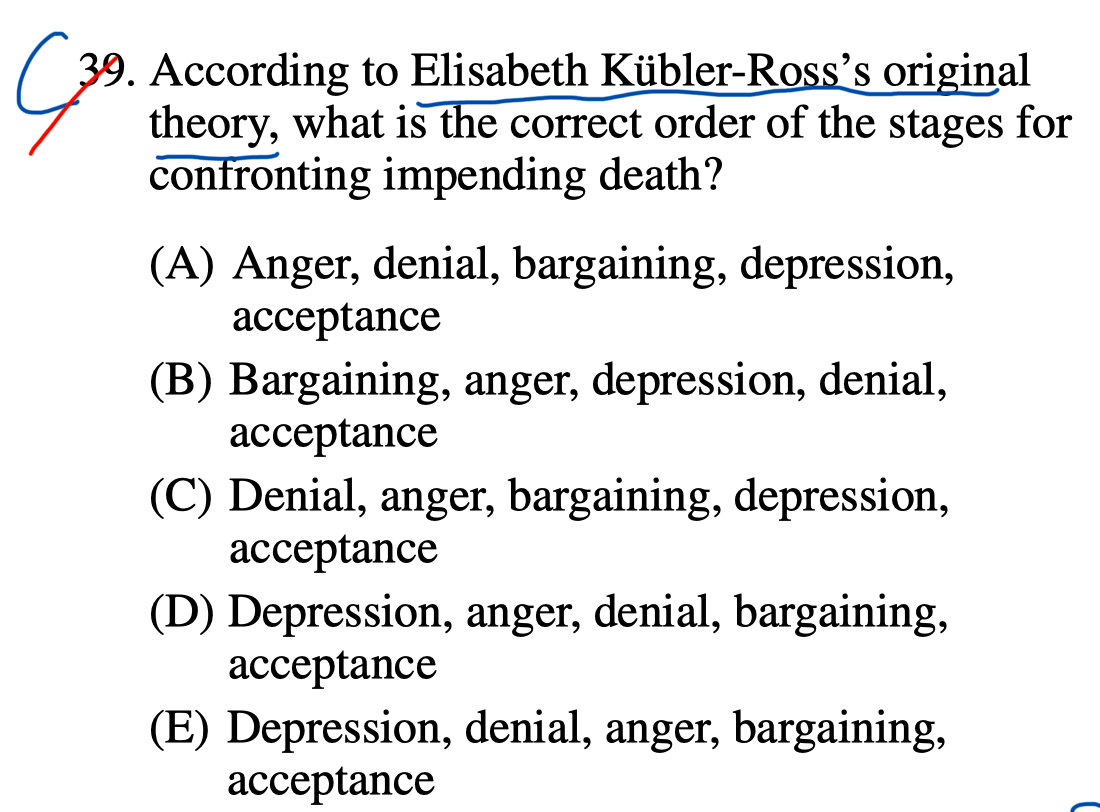 C
39. According to Elisabeth Kübler-Ross’s original
theory, what is the correct order of the stages for
confronting impending death?
(A) Anger, denial, bargaining, depression,
acceptance
(B) Bargaining, anger, depression, denial,
acceptance
(C) Denial, anger, bargaining, depression,
acceptance
(D) Depression, anger, denial, bargaining,
acceptance
(E) Depression, denial, anger, bargaining,
acceptance